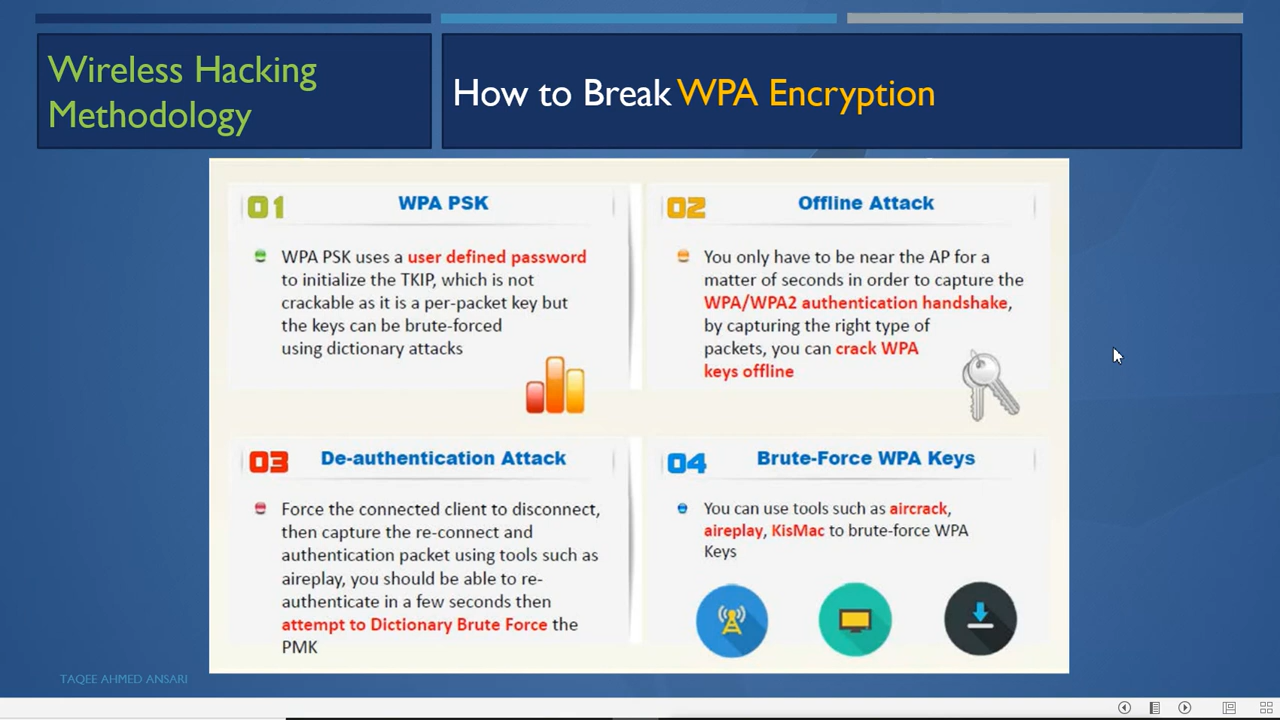 Wireless Hacking
Methodology
How to Break WPA Encryption
01 WPA PSK
WPA PSK uses a user defined password
to initialize the TKIP, which is not
crackable as it is a per-packet key but
the keys can be brute-forced
using dictionary attacks
02 Offline Attack
You only have to be near the AP for a
matter of seconds in order to capture the
WPA/WPA2 authentication handshake,
by capturing the right type of
packets, you can crack WPA
keys offline
03 De-authentication Attack
Force the connected client to disconnect,
then capture the re-connect and
authentication packet using tools such as
aireplay, you should be able to re-
authenticate in a few seconds then
attempt to Dictionary Brute Force the
PMK
04 Brute-Force WPA Keys
You can use tools such as aircrack,
aireplay, KisMac to brute-force WPA
Keys
TAQEE AHMED ANSARI